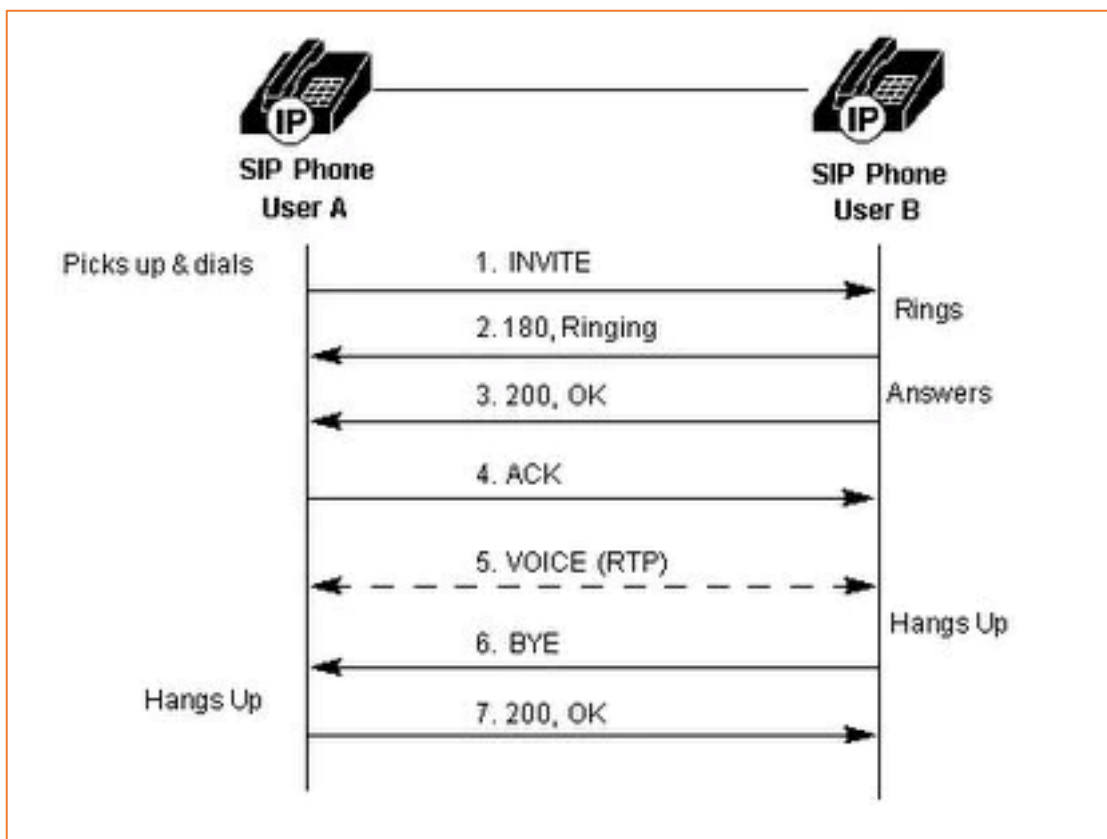 IP
IP
SIP Phone
User A
SIP Phone
User B
Picks up & dials
1. INVITE
Rings
2. 180, Ringing
3. 200, OK
Answers
4. ACK
5. VOICE (RTP)
Hangs Up
6. BYE
Hangs Up
7. 200, OK